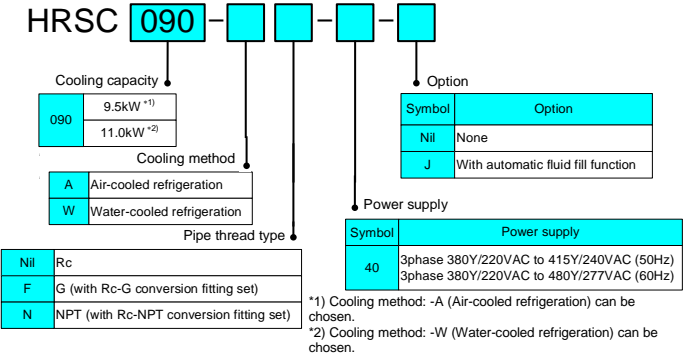 HRSC 090 - - -
Cooling capacity
090
9.5kW *1)
11.0kW *2)
Cooling method
A Air-cooled refrigeration
W Water-cooled refrigeration
Pipe thread type
Nil Rc
F G (with Rc-G conversion fitting set)
N NPT (with Rc-NPT conversion fitting set)
Option
Symbol Option
Nil None
J With automatic fluid fill function
Power supply
Symbol Power supply
40
3phase 380Y/220VAC to 415Y/240VAC (50Hz)
3phase 380Y/220VAC to 480Y/277VAC (60Hz)
*1) Cooling method: -A (Air-cooled refrigeration) can be
chosen.
*2) Cooling method: -W (Water-cooled refrigeration) can be
chosen.